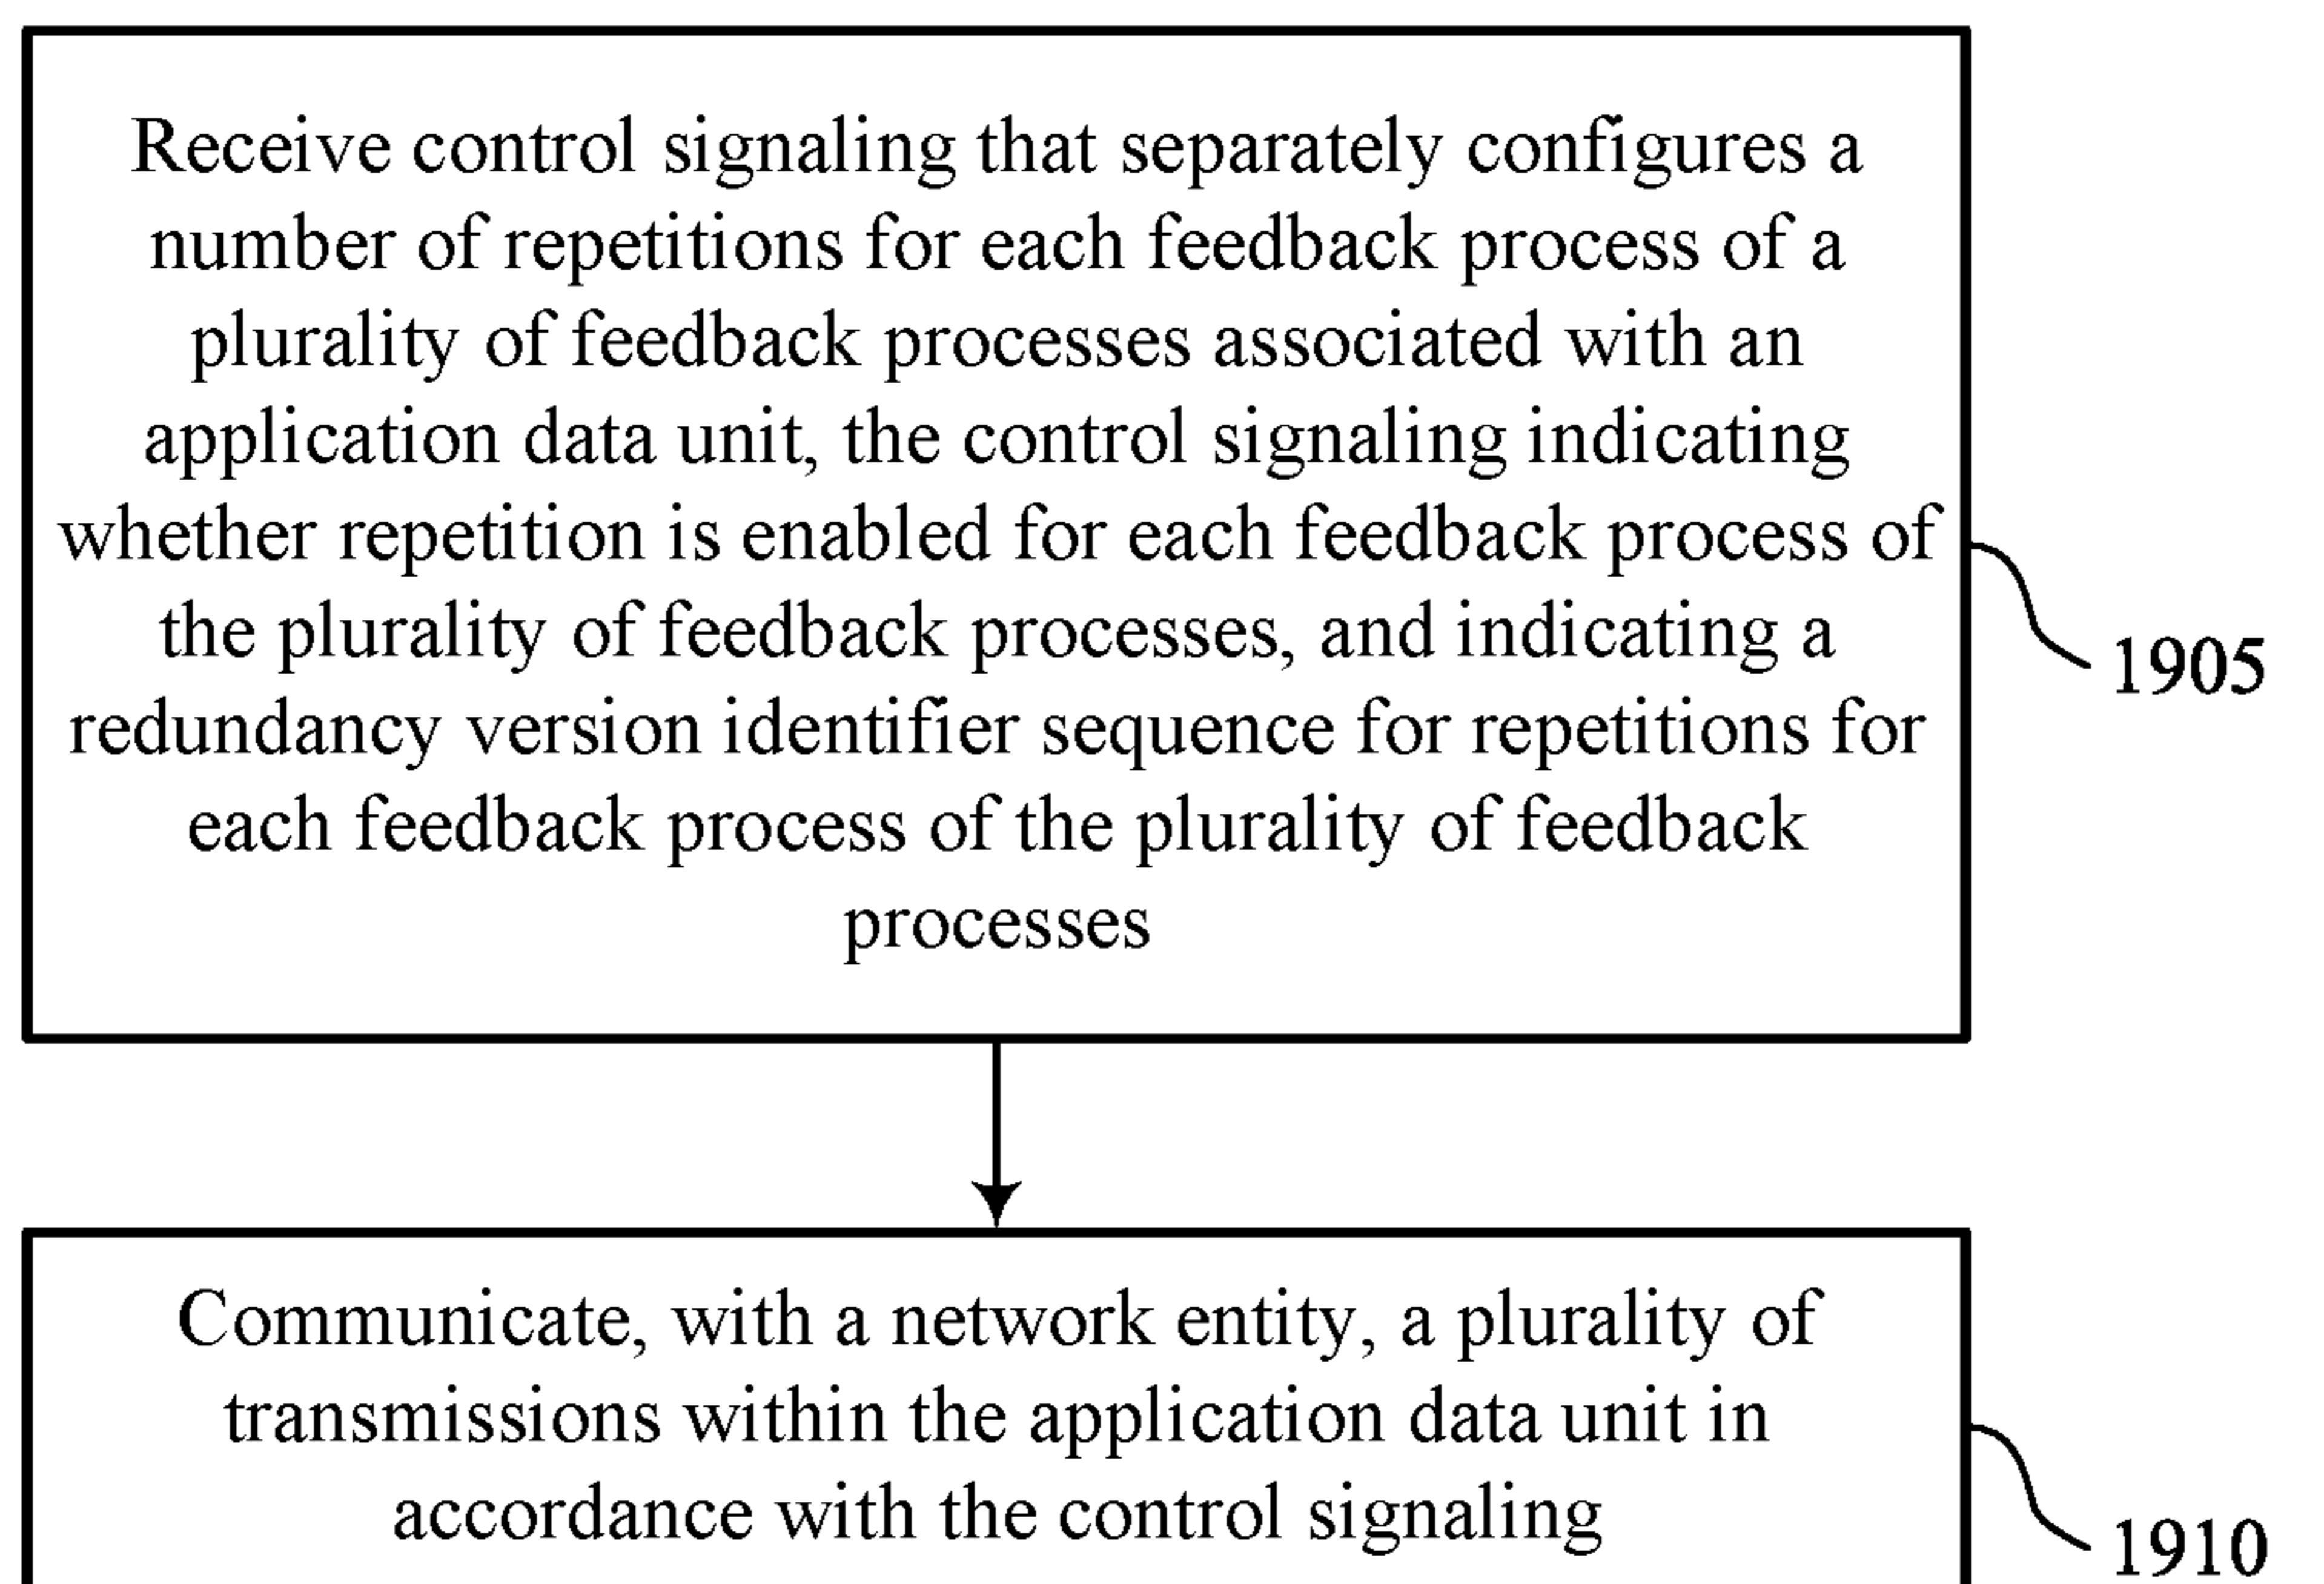 Receive control signaling that separately configures a
number of repetitions for each feedback process of a
plurality of feedback processes associated with an
application data unit, the control signaling indicating
whether repetition is enabled for each feedback process of
the plurality of feedback processes, and indicating a
redundancy version identifier sequence for repetitions for
each feedback process of the plurality of feedback
processes
1905
Communicate, with a network entity, a plurality of
transmissions within the application data unit in
accordance with the control signaling
1910